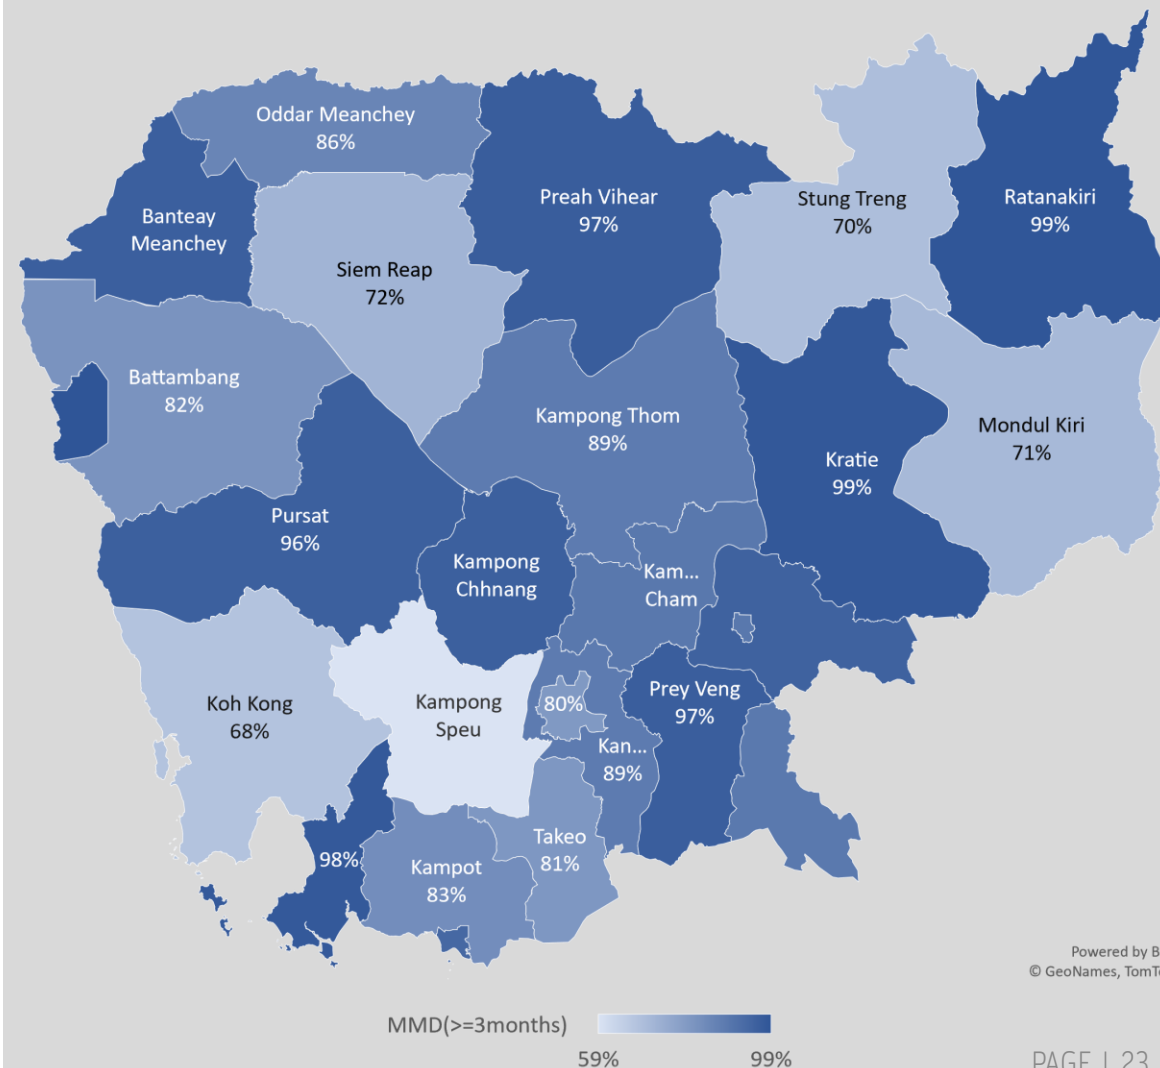 Oddar Meanchey
86%
Banteay
Meanchey
Preah Vihear
97%
Stung Treng
70%
Ratanakiri
99%
Siem Reap
72%
Battambang
82%
Kampong Thom
89%
Mondul Kiri
71%
Kratie
99%
Pursat
96%
Kampong
Chhnang
Kam...
Cham
Koh Kong
68%
Kampong
Speu
80%
Prey Veng
97%
Kan...
89%
98%
Kampot
83%
Takeo
81%
Powered by B
© GeoNames, TomT
MMD(>=3months)
59%
99%
PAGE | 23